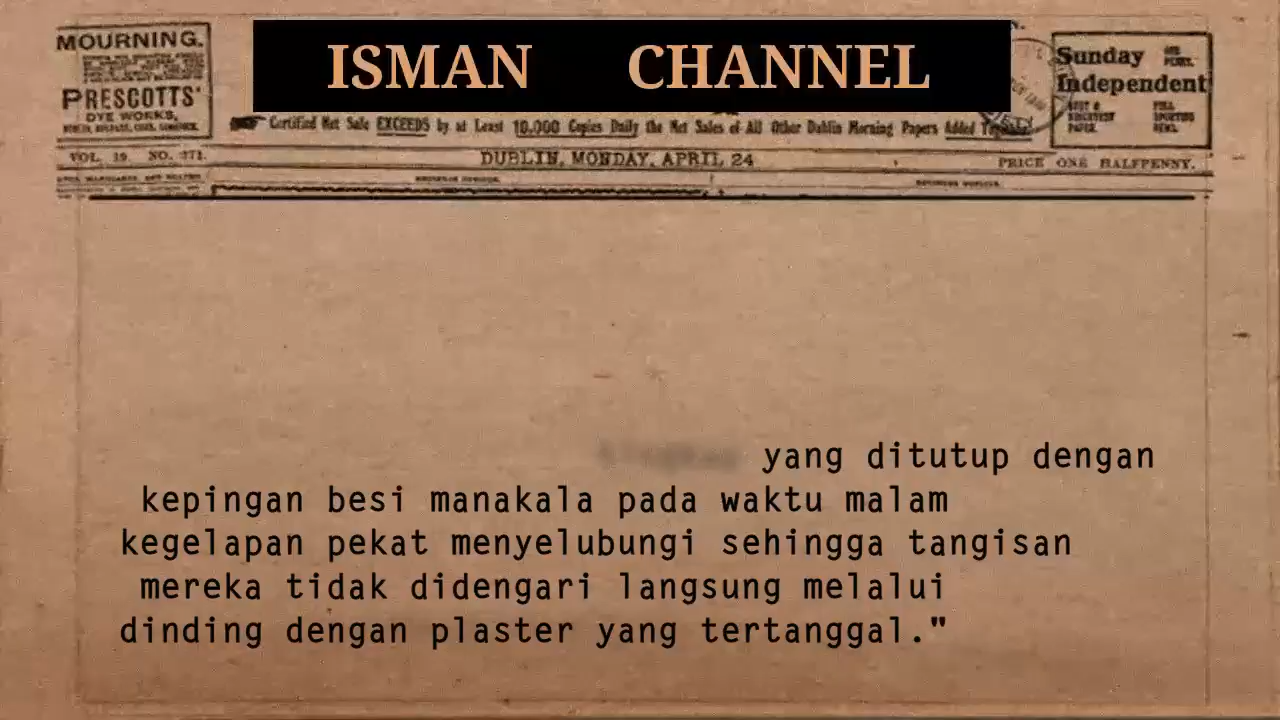 MOURNING.
PRESCOTTS'
DYE WORKS,
ISMAN CHANNEL
Sunday
Independent
Certified Net Sale EXCEEDS by at Least 10,000 Copies Daily the Net Sales of All Other Dublin Morning Papers Added
VOL. 19. NO. 371.
DUBLIN, MONDAY, APRIL 24
PRICE ONE HALFPENNY.
yang ditutup dengan
kepingan besi manakala pada waktu malam
kegelapan pekat menyelubungi sehingga tangisan
mereka tidak didengari langsung melalui
dinding dengan plaster yang tertanggal."